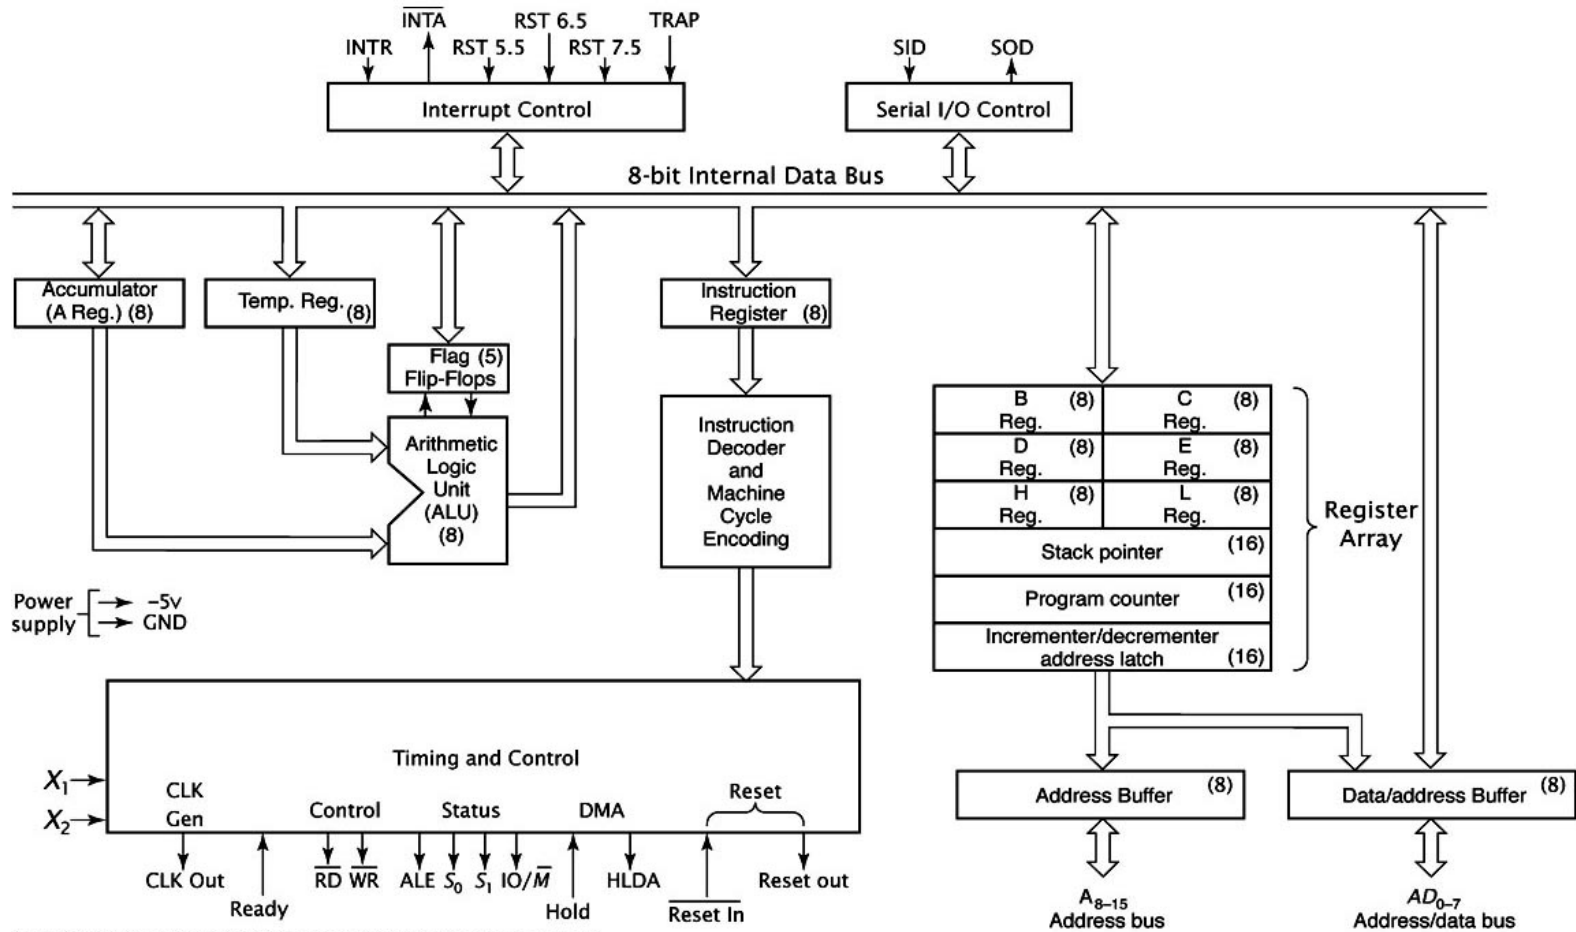 INTA
RST 6.5
TRAP
INTR
RST 5.5
RST 7.5
SID
SOD
Interrupt Control
Serial I/O Control
8-bit Internal Data Bus
Accumulator
(A Reg.) (8)
Temp. Reg. (8)
Instruction
Register (8)
Flag (5)
Flip-Flops
Arithmetic
Logic
Unit
(ALU)
(8)
Instruction
Decoder
and
Machine
Cycle
Encoding
B (8)
Reg.
C (8)
Reg.
D (8)
Reg.
E (8)
Reg.
H (8)
Reg.
L (8)
Reg.
Stack pointer (16)
Program counter (16)
Incrementer/decrementer
address latch (16)
Register
Array
Power
supply
–5v
GND
Timing and Control
X₁
X₂
CLK
Gen
Control
Status
DMA
Reset
CLK Out
Ready
RD
WR
ALE
S₀
S₁
IO/M
Hold
HLDA
Reset In
Reset out
Address Buffer (8)
Data/address Buffer (8)
A₈₋₁₅
Address bus
AD₀₋₇
Address/data bus